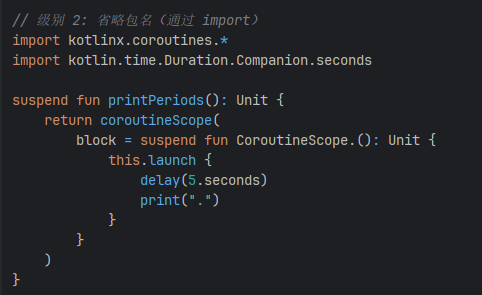 // 级别 2: 省略包名（通过 import）
import kotlinx.coroutines.*
import kotlin.time.Duration.Companion.seconds

suspend fun printPeriods(): Unit {
    return coroutineScope(
        block = suspend fun CoroutineScope.(): Unit {
            this.launch {
                delay(5.seconds)
                print(".")
            }
        }
    )
}